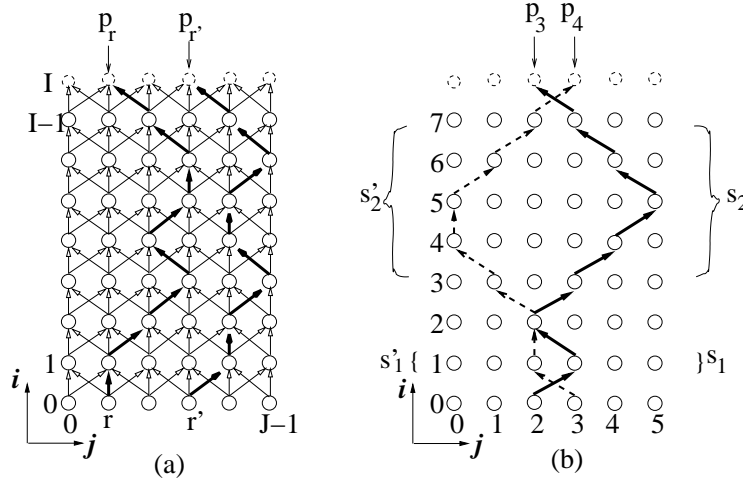 p_r p_r'
I
I−1
1
i
0
0 r r' J−1
j
(a)
p_3 p_4
7
6
s'_2 5 s_2
4
3
2
s'_1 { 1 } s_1
i
0
0 1 2 3 4 5
j
(b)